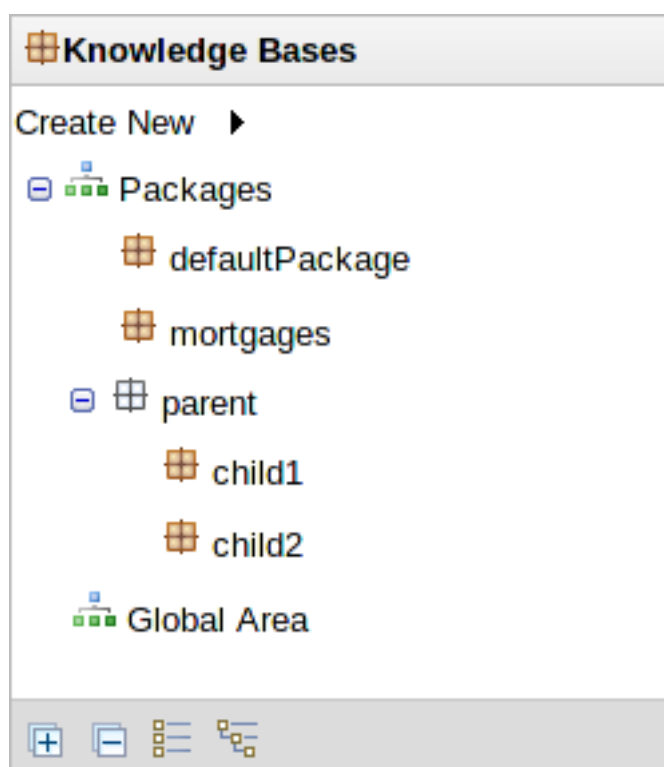 Knowledge Bases
Create New
Packages
defaultPackage
mortgages
parent
child1
child2
Global Area